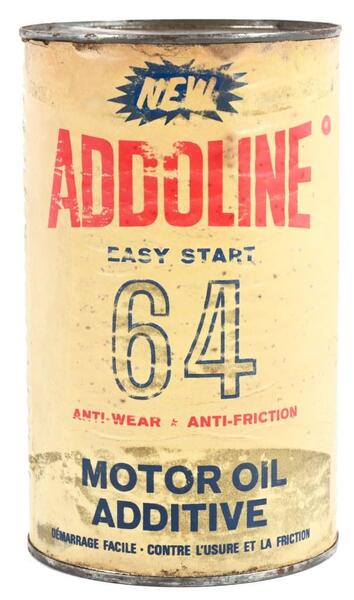 NEW
ADDOLINE®
EASY START
64
ANTI-WEAR ★ ANTI-FRICTION
MOTOR OIL
ADDITIVE
DÉMARRAGE FACILE · CONTRE L'USURE ET LA FRICTION